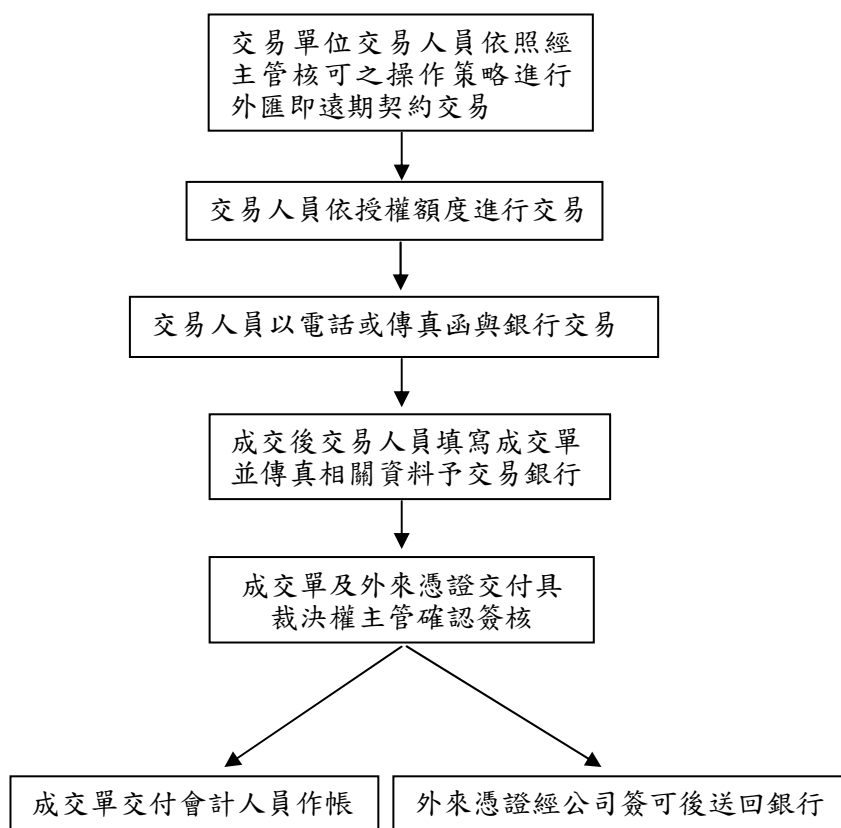 交易單位交易人員依照經
主管核可之操作策略進行
外匯即遠期契約交易
交易人員依授權額度進行交易
交易人員以電話或傳真函與銀行交易
成交後交易人員填寫成交單
並傳真相關資料予交易銀行
成交單及外來憑證交付具
裁決權主管確認簽核
成交單交付會計人員作帳
外來憑證經公司簽可後送回銀行